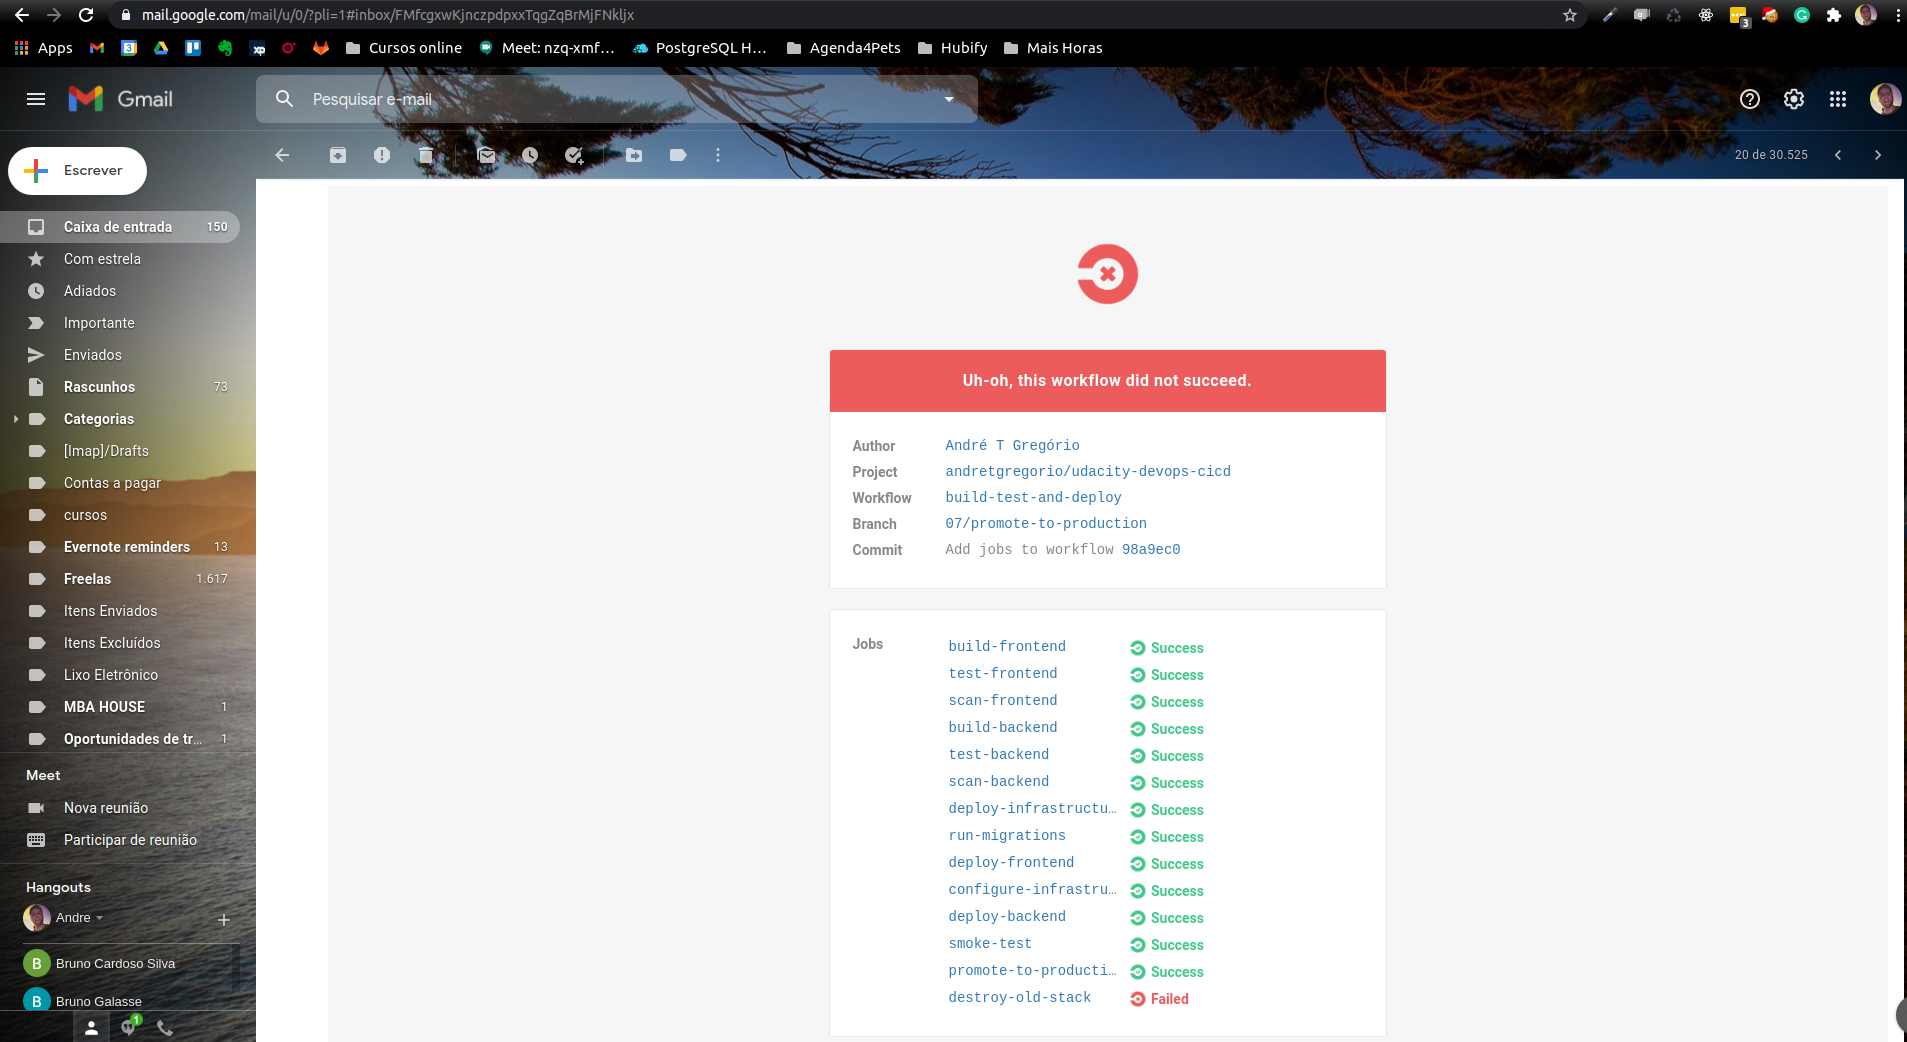 mail.google.com/mail/u/0/?pli=1#inbox/FMfcgxwKjnczpdpxxTqgZqBrMjFNkljx
3
Apps
31
xp
Cursos online
Meet: nzq-xmf...
PostgreSQL H...
Agenda4Pets
Hubify
Mais Horas
Gmail
Pesquisar e-mail
20 de 30.525
Escrever
Caixa de entrada 150
Com estrela
Adiados
Importante
Enviados
Rascunhos 73
Categorias
[Imap]/Drafts
Contas a pagar
cursos
Evernote reminders 13
Freelas 1.617
Itens Enviados
Itens Excluídos
Lixo Eletrônico
MBA HOUSE 1
Oportunidades de tr... 1
Meet
Nova reunião
Participar de reunião
Hangouts
Andre
B Bruno Cardoso Silva
B Bruno Galasse
1
Uh-oh, this workflow did not succeed.
Author André T Gregório
Project andretgregorio/udacity-devops-cicd
Workflow build-test-and-deploy
Branch 07/promote-to-production
Commit Add jobs to workflow 98a9ec0
Jobs build-frontend Success
test-frontend Success
scan-frontend Success
build-backend Success
test-backend Success
scan-backend Success
deploy-infrastructu… Success
run-migrations Success
deploy-frontend Success
configure-infrastru… Success
deploy-backend Success
smoke-test Success
promote-to-producti… Success
destroy-old-stack Failed